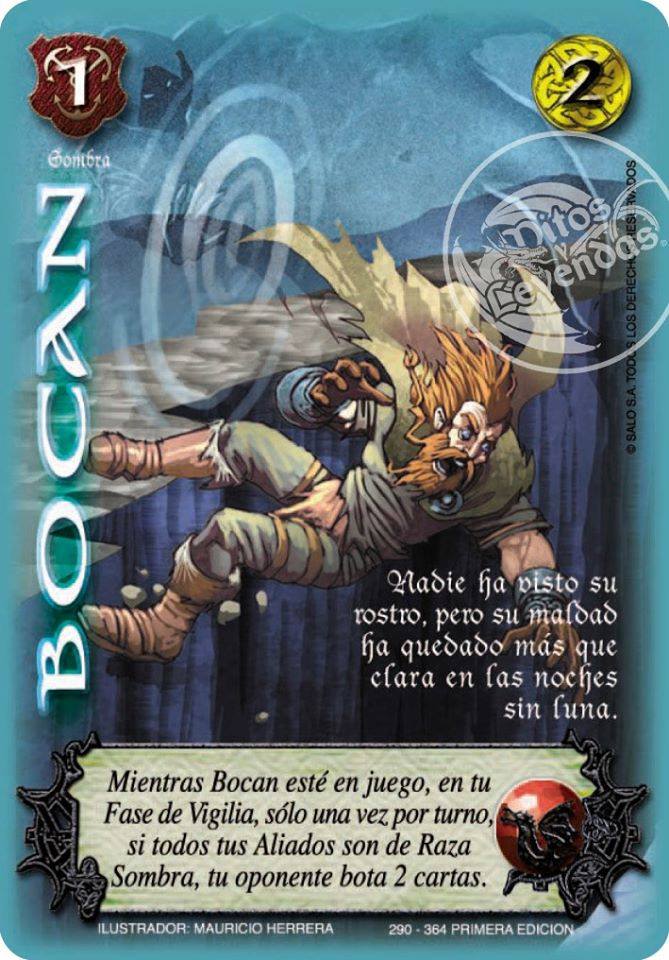 1
2
Sombra
BOCAN
Mitos
y
Leyendas
© SALO S.A. TODOS LOS DERECHOS RESERVADOS
Nadie ha visto su
rostro, pero su maldad
ha quedado más que
clara en las noches
sin luna.
Mientras Bocan esté en juego, en tu
Fase de Vigilia, sólo una vez por turno,
si todos tus Aliados son de Raza
Sombra, tu oponente bota 2 cartas.
ILUSTRADOR: MAURICIO HERRERA 290 - 364 PRIMERA EDICION